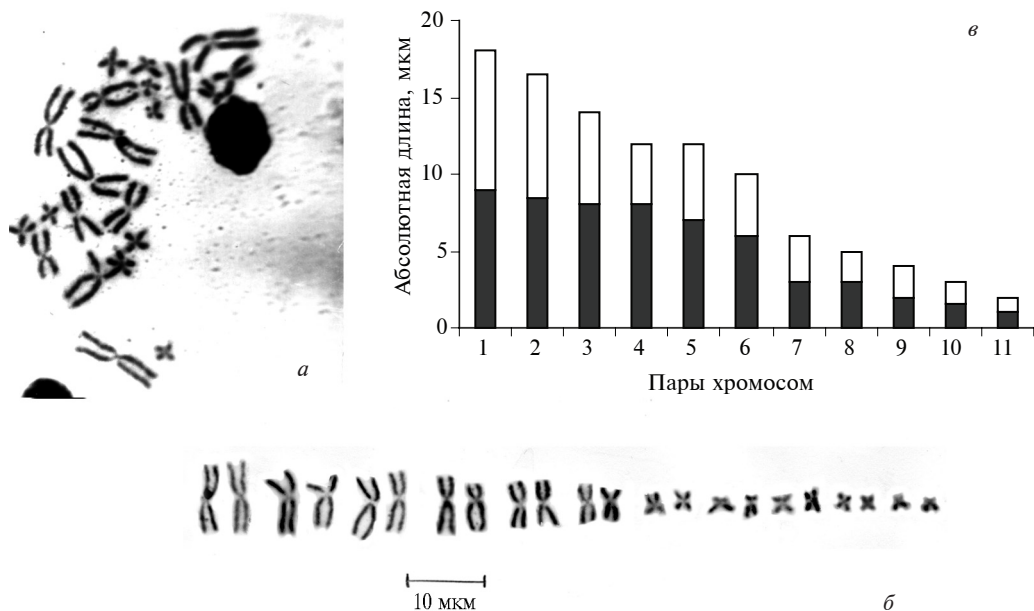 а
в
Абсолютная длина, мкм
20
15
10
5
0
1 2 3 4 5 6 7 8 9 10 11
Пары хромосом
10 мкм
б